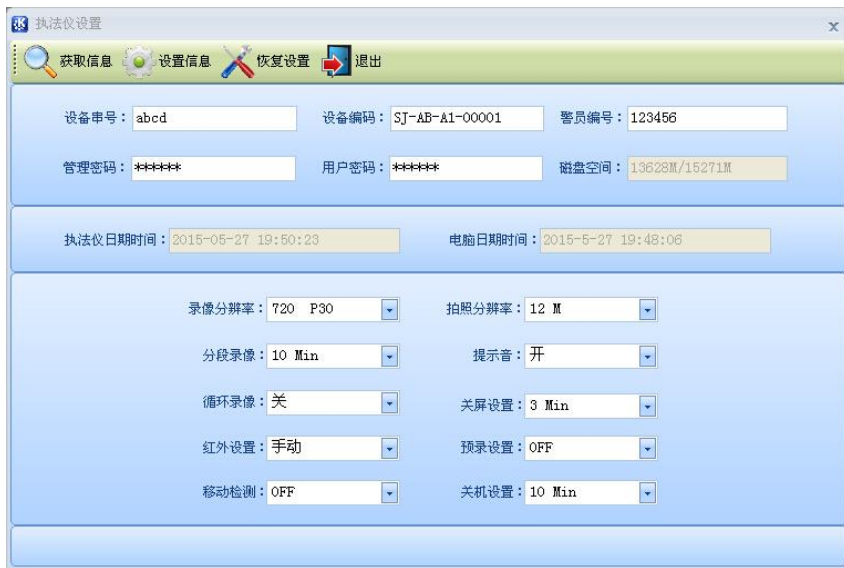 执法仪设置
获取信息 设置信息 恢复设置 退出
设备串号：abcd 设备编码：SJ-AB-A1-00001 警员编号：123456
管理密码：****** 用户密码：****** 磁盘空间：13628M/15271M
执法仪日期时间：2015-05-27 19:50:23 电脑日期时间：2015-5-27 19:48:06
录像分辨率：720 P30 拍照分辨率：12 M
分段录像：10 Min 提示音：开
循环录像：关 关屏设置：3 Min
红外设置：手动 预录设置：OFF
移动检测：OFF 关机设置：10 Min